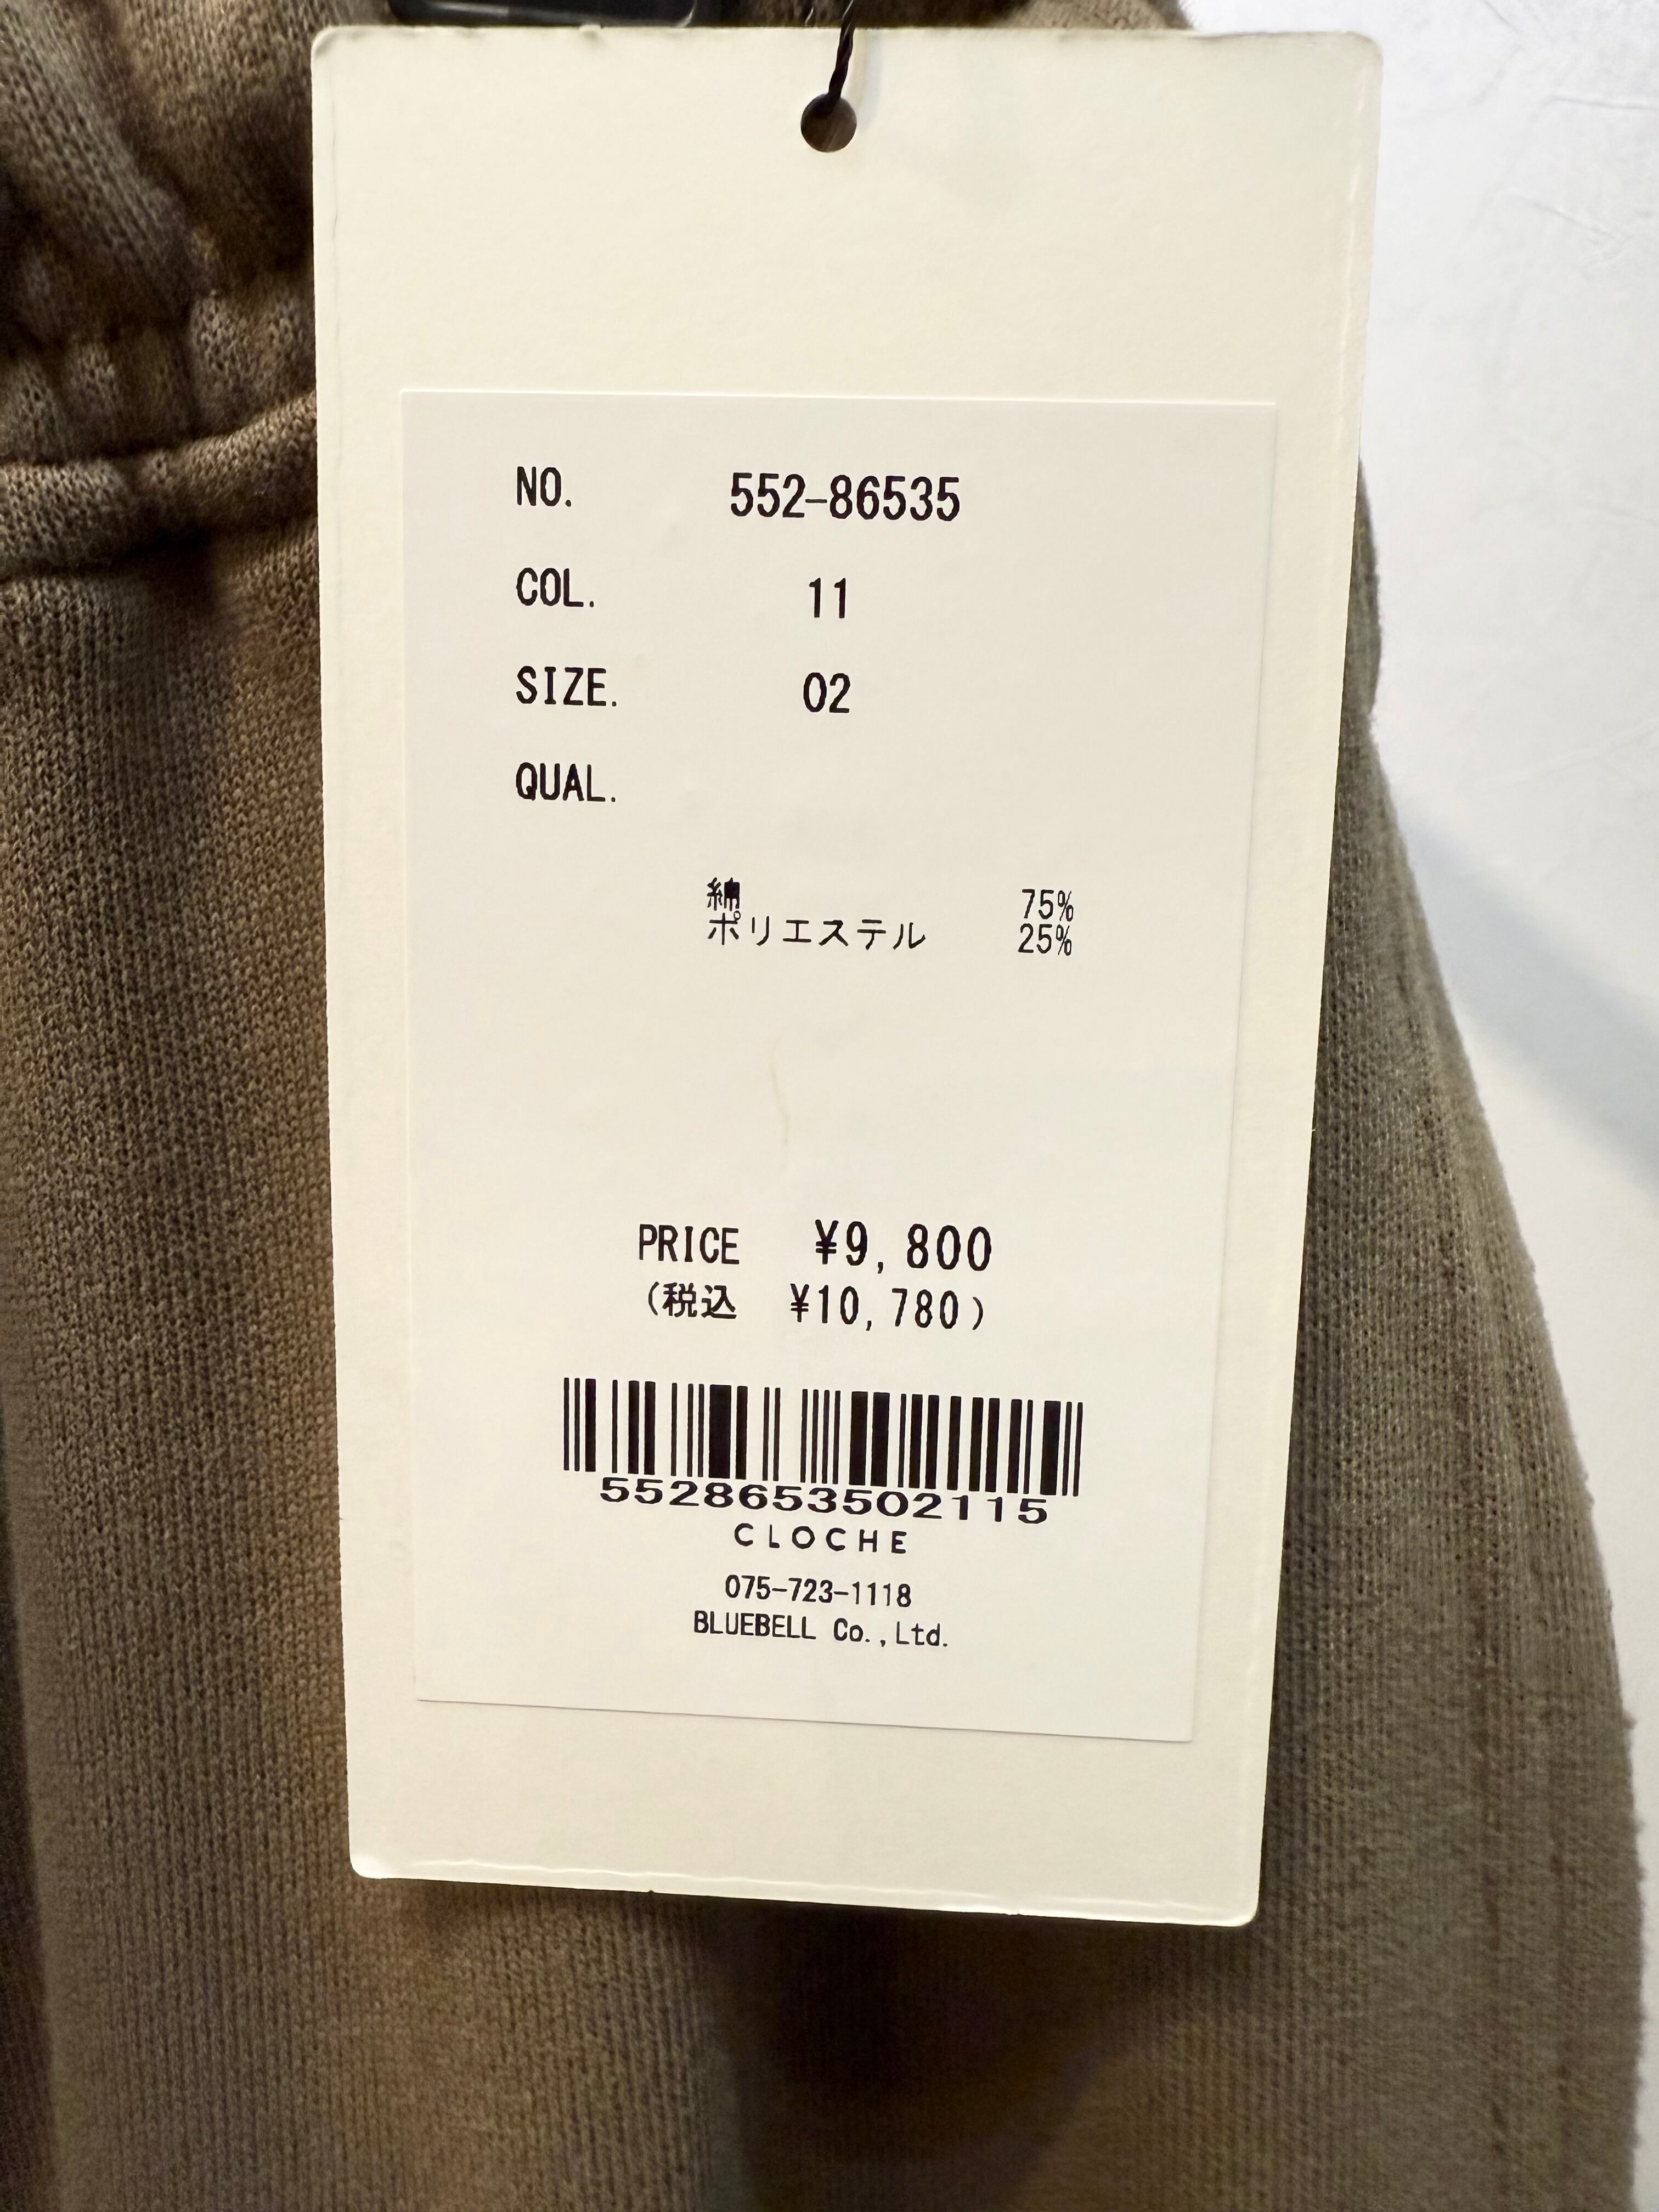 NO. 552-86535
COL. 11
SIZE. 02
QUAL.
綿 75%
ポリエステル 25%
PRICE ¥9,800
(税込 ¥10,780)
5528653502115
CLOCHE
075-723-1118
BLUEBELL Co.,Ltd.